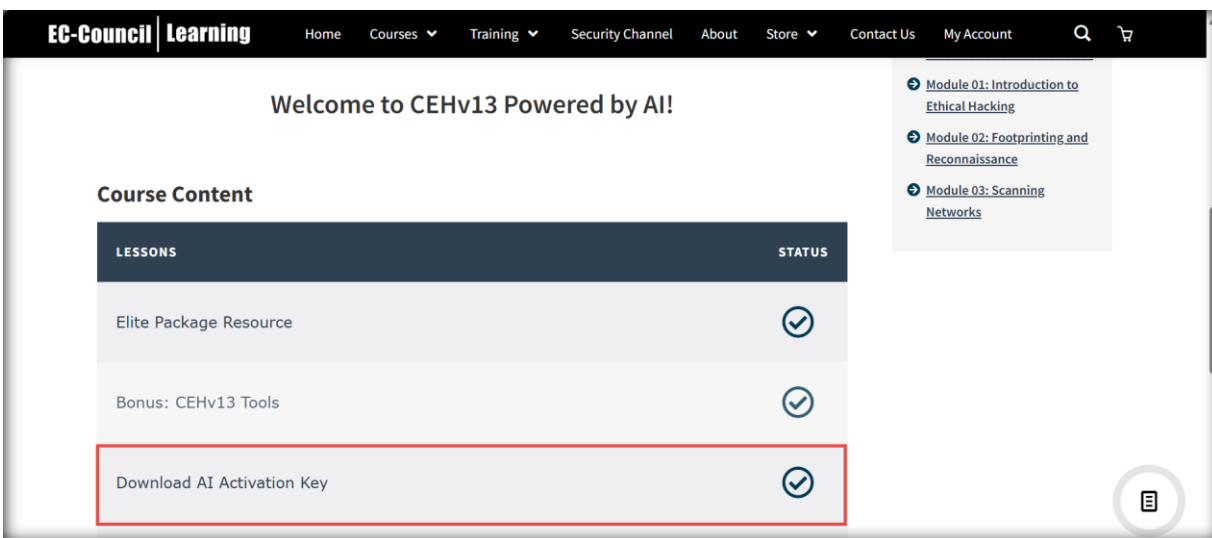 EC-Council Learning Home Courses Training Security Channel About Store Contact Us My Account
Module 01: Introduction to
Ethical Hacking
Module 02: Footprinting and
Reconnaissance
Module 03: Scanning
Networks
Welcome to CEHv13 Powered by AI!
Course Content
LESSONS STATUS
Elite Package Resource
Bonus: CEHv13 Tools
Download AI Activation Key